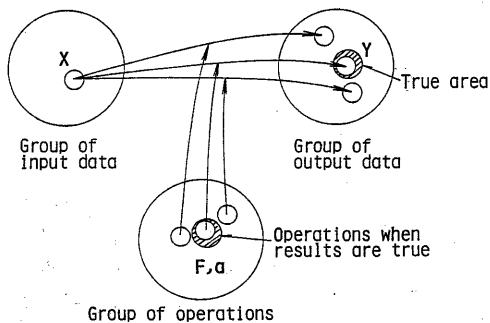 X
Y
True area
Group of
input data
Group of
output data
Operations when
results are true
F,a
Group of operations